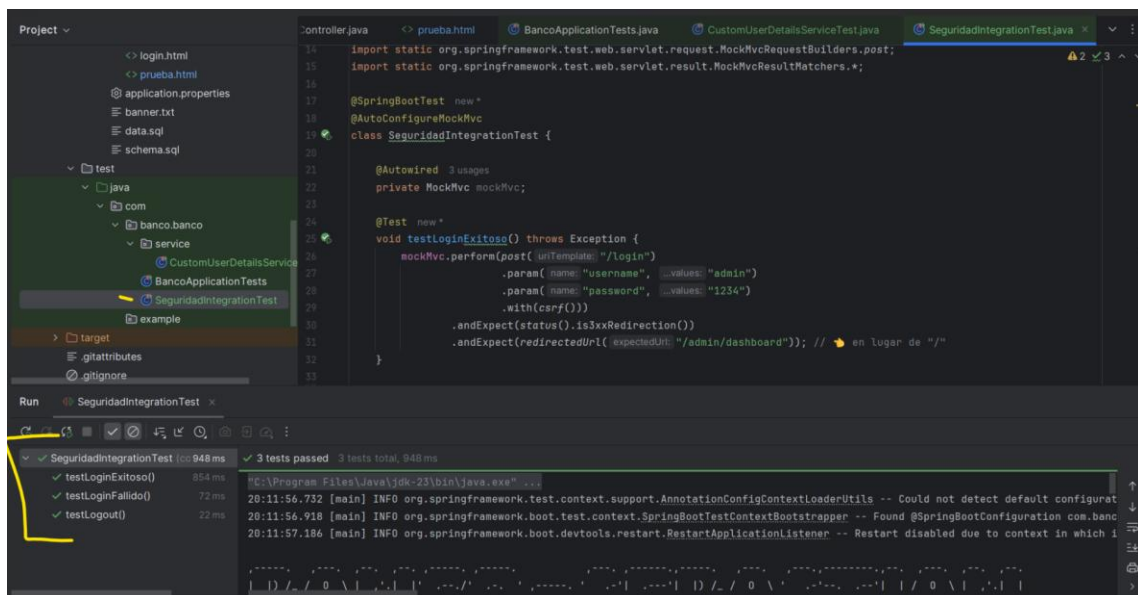 Project
login.html
prueba.html
application.properties
banner.txt
data.sql
schema.sql
test
java
com
banco.banco
service
CustomUserDetailsService
BancoApplicationTests
SeguridadIntegrationTest
example
target
.gitattributes
.gitignore
Controller.java prueba.html BancoApplicationTests.java CustomUserDetailsServiceTest.java SeguridadIntegrationTest.java
2 3
14 import static org.springframework.test.web.servlet.request.MockMvcRequestBuilders.post;
15 import static org.springframework.test.web.servlet.result.MockMvcResultMatchers.*;
16
17 @SpringBootTest new *
18 @AutoConfigureMockMvc
19 class SeguridadIntegrationTest {
20
21 @Autowired 3 usages
22 private MockMvc mockMvc;
23
24 @Test new *
25 void testLoginExitoso() throws Exception {
26 mockMvc.perform(post( uriTemplate: "/login")
27 .param( name: "username", ...values: "admin")
28 .param( name: "password", ...values: "1234")
29 .with(csrf()))
30 .andExpect(status().is3xxRedirection())
31 .andExpect(redirectedUrl( expectedUrl: "/admin/dashboard")); // 👈 en lugar de "/"
32 }
33
Run SeguridadIntegrationTest
SeguridadIntegrationTest (co 948 ms
testLoginExitoso() 854 ms
testLoginFallido() 72 ms
testLogout() 22 ms
3 tests passed 3 tests total, 948 ms
"C:\Program Files\Java\jdk-23\bin\java.exe" ...
20:11:56.732 [main] INFO org.springframework.test.context.support.AnnotationConfigContextLoaderUtils -- Could not detect default configurat
20:11:56.918 [main] INFO org.springframework.boot.test.context.SpringBootTestContextBootstrapper -- Found @SpringBootConfiguration com.banc
20:11:57.186 [main] INFO org.springframework.boot.devtools.restart.RestartApplicationListener -- Restart disabled due to context in which i